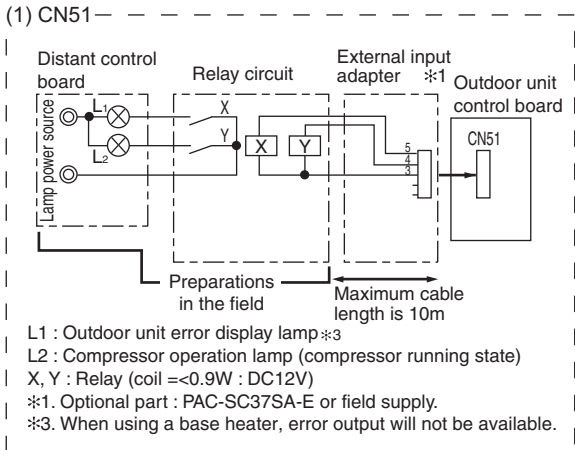 (1) CN51
Distant control
board
Relay circuit
External input
adapter ✻1
Outdoor unit
control board
Lamp power source
L1
L2
X
Y
X
Y
5
4
3
CN51
Preparations
in the field
Maximum cable
length is 10m
L1 : Outdoor unit error display lamp ✻3
L2 : Compressor operation lamp (compressor running state)
X, Y : Relay (coil =<0.9W : DC12V)
✻1. Optional part : PAC-SC37SA-E or field supply.
✻3. When using a base heater, error output will not be available.